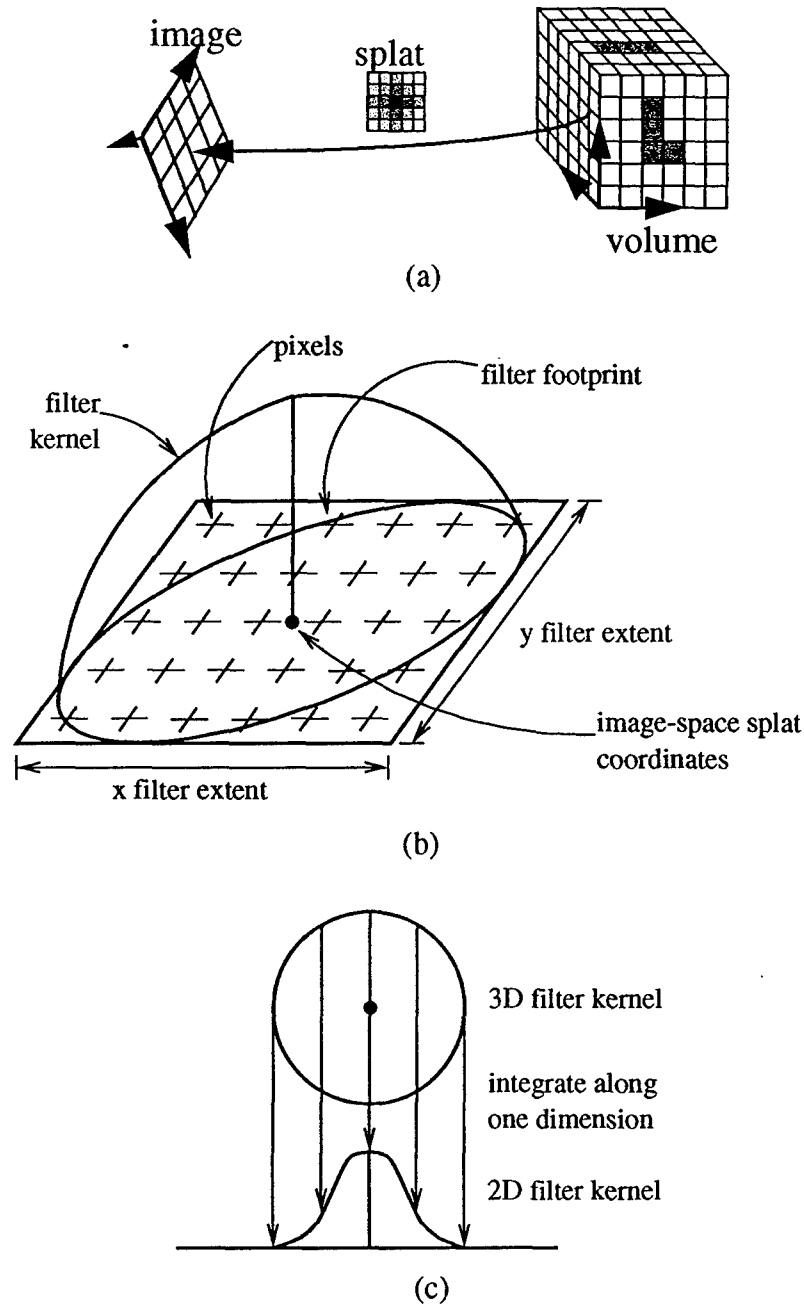 image
splat
volume
(a)
pixels
filter footprint
filter
kernel
y filter extent
image-space splat
coordinates
x filter extent
(b)
3D filter kernel
integrate along
one dimension
2D filter kernel
(c)